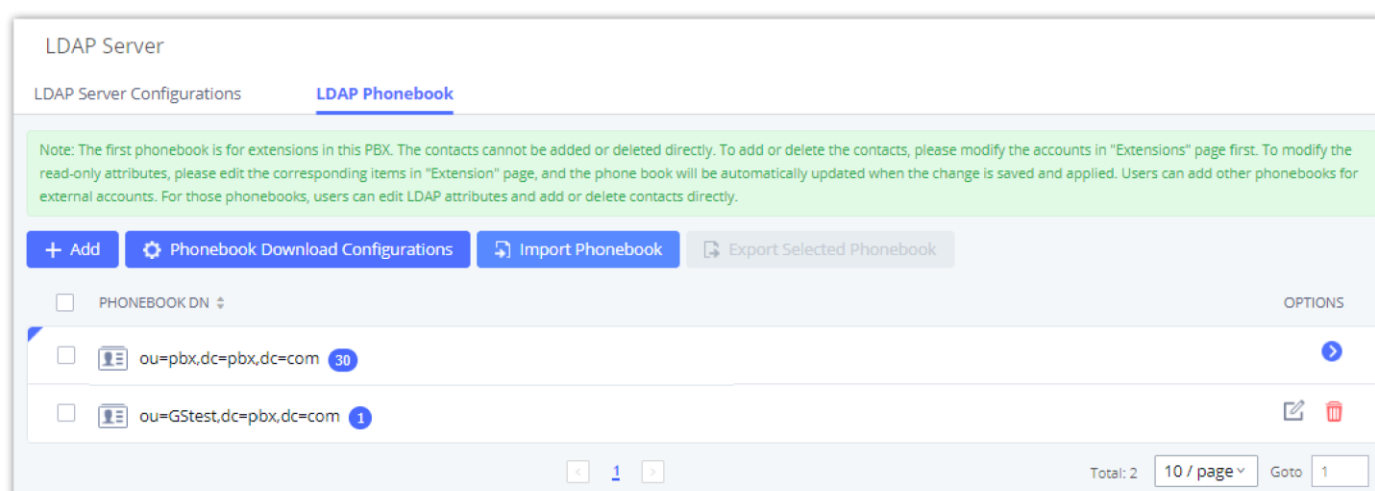 LDAP Server
LDAP Server Configurations LDAP Phonebook
Note: The first phonebook is for extensions in this PBX. The contacts cannot be added or deleted directly. To add or delete the contacts, please modify the accounts in "Extensions" page first. To modify the
read-only attributes, please edit the corresponding items in "Extension" page, and the phone book will be automatically updated when the change is saved and applied. Users can add other phonebooks for
external accounts. For those phonebooks, users can edit LDAP attributes and add or delete contacts directly.
+ Add Phonebook Download Configurations Import Phonebook Export Selected Phonebook
PHONEBOOK DN OPTIONS
ou=pbx,dc=pbx,dc=com 30
ou=GStest,dc=pbx,dc=com 1
< 1 > Total: 2 10 / page Goto 1